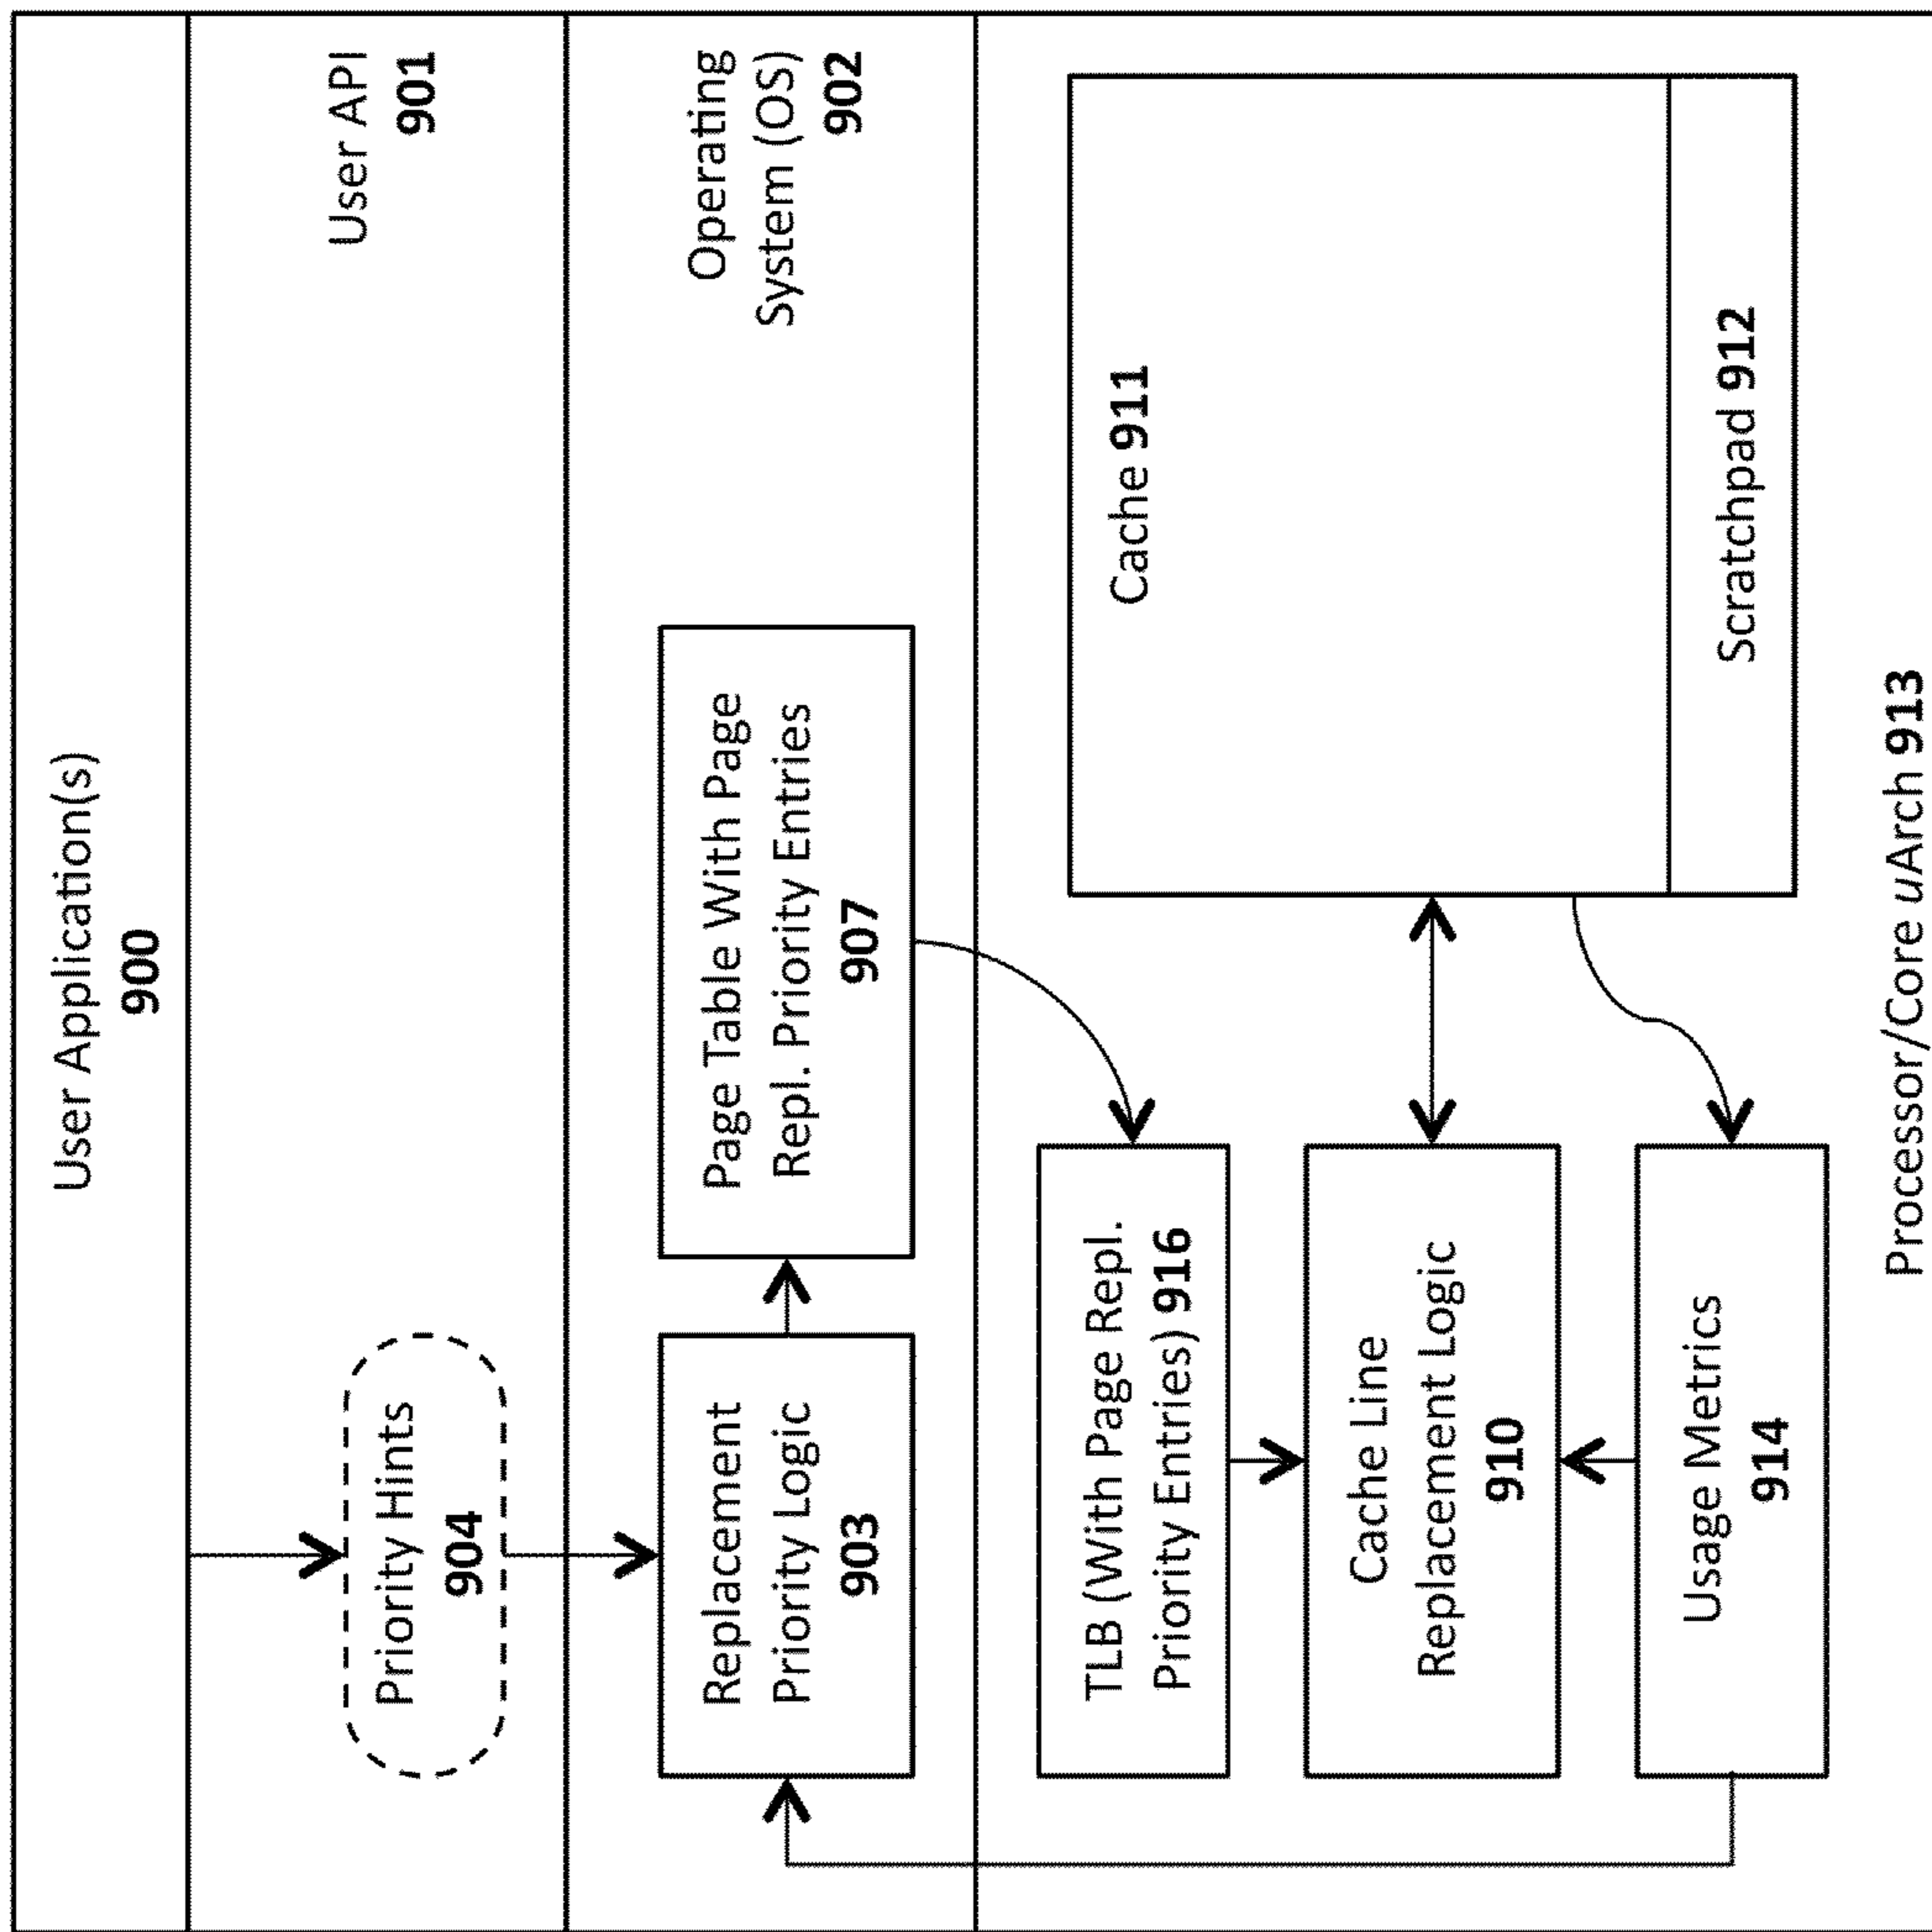 User Application(s)
900
User API
901
Priority Hints
904
Operating
System (OS)
902
Replacement
Priority Logic
903
Page Table With Page
Repl. Priority Entries
907
TLB (With Page Repl.
Priority Entries) 916
Cache Line
Replacement Logic
910
Usage Metrics
914
Cache 911
Scratchpad 912
Processor/Core uArch 913